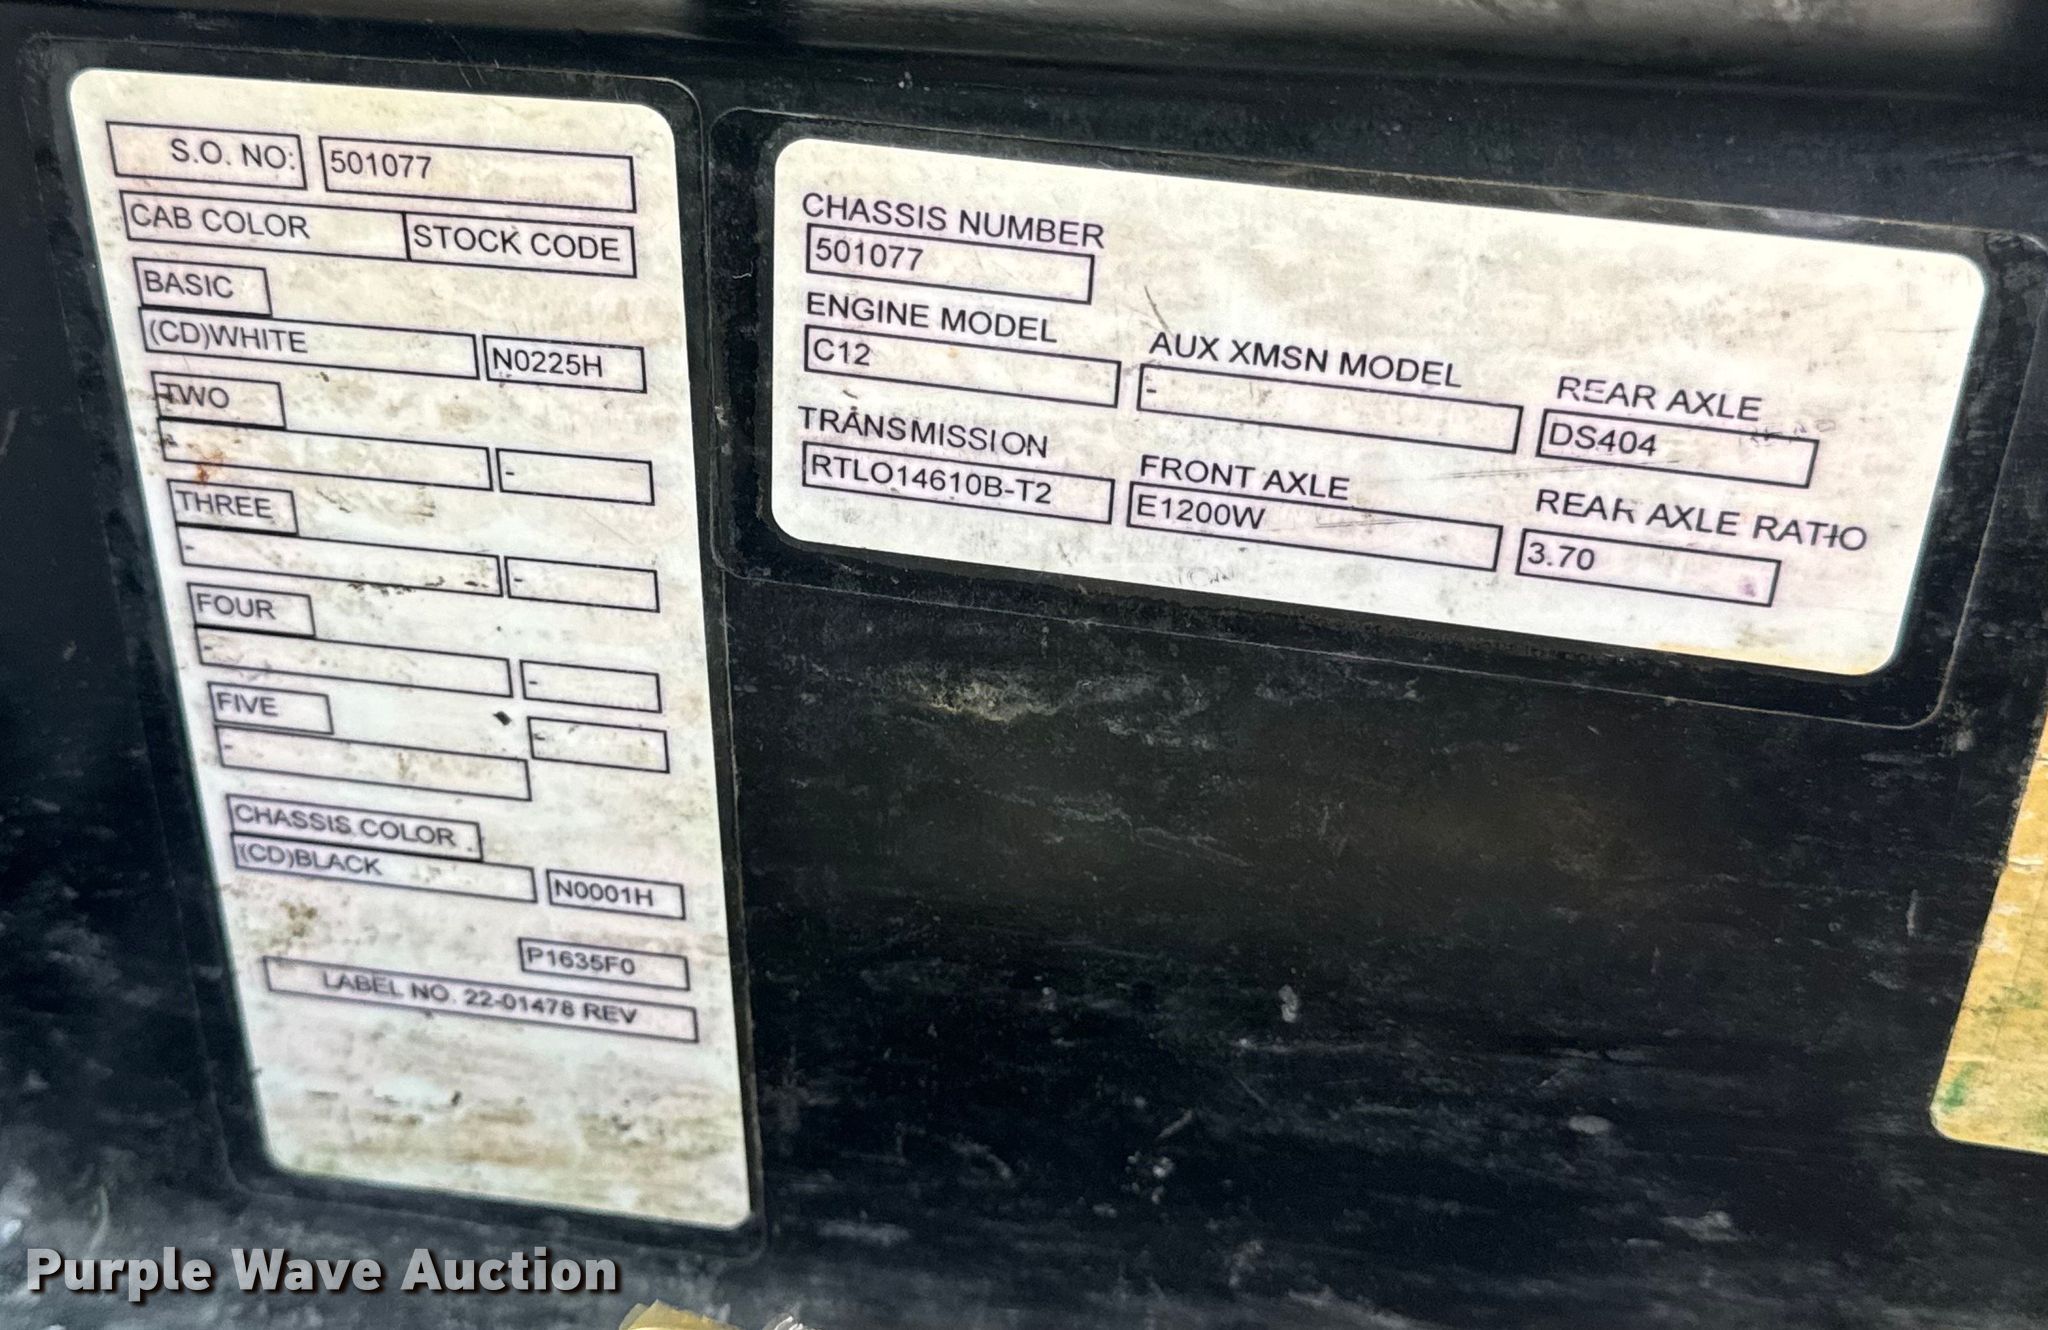 S.O. NO: 501077
CAB COLOR STOCK CODE
BASIC
(CD)WHITE N0225H
TWO
- -
THREE
- -
FOUR
- -
FIVE
- -
CHASSIS COLOR
(CD)BLACK N0001H
P1635F0
LABEL NO. 22-01478 REV
CHASSIS NUMBER
501077
ENGINE MODEL AUX XMSN MODEL REAR AXLE
C12 - DS404
TRANSMISSION FRONT AXLE REAR AXLE RATIO
RTLO14610B-T2 E1200W 3.70
Purple Wave Auction